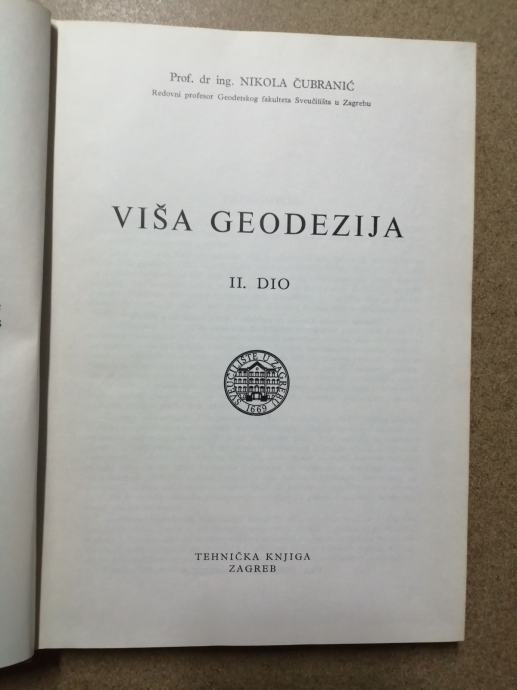 Prof. dr ing. NIKOLA ČUBRANIĆ
Redovni profesor Geodetskog fakulteta Sveučilišta u Zagrebu
VIŠA GEODEZIJA
II. DIO
SVEUČILIŠTE U ZAGREBU
1669
TEHNIČKA KNJIGA
ZAGREB